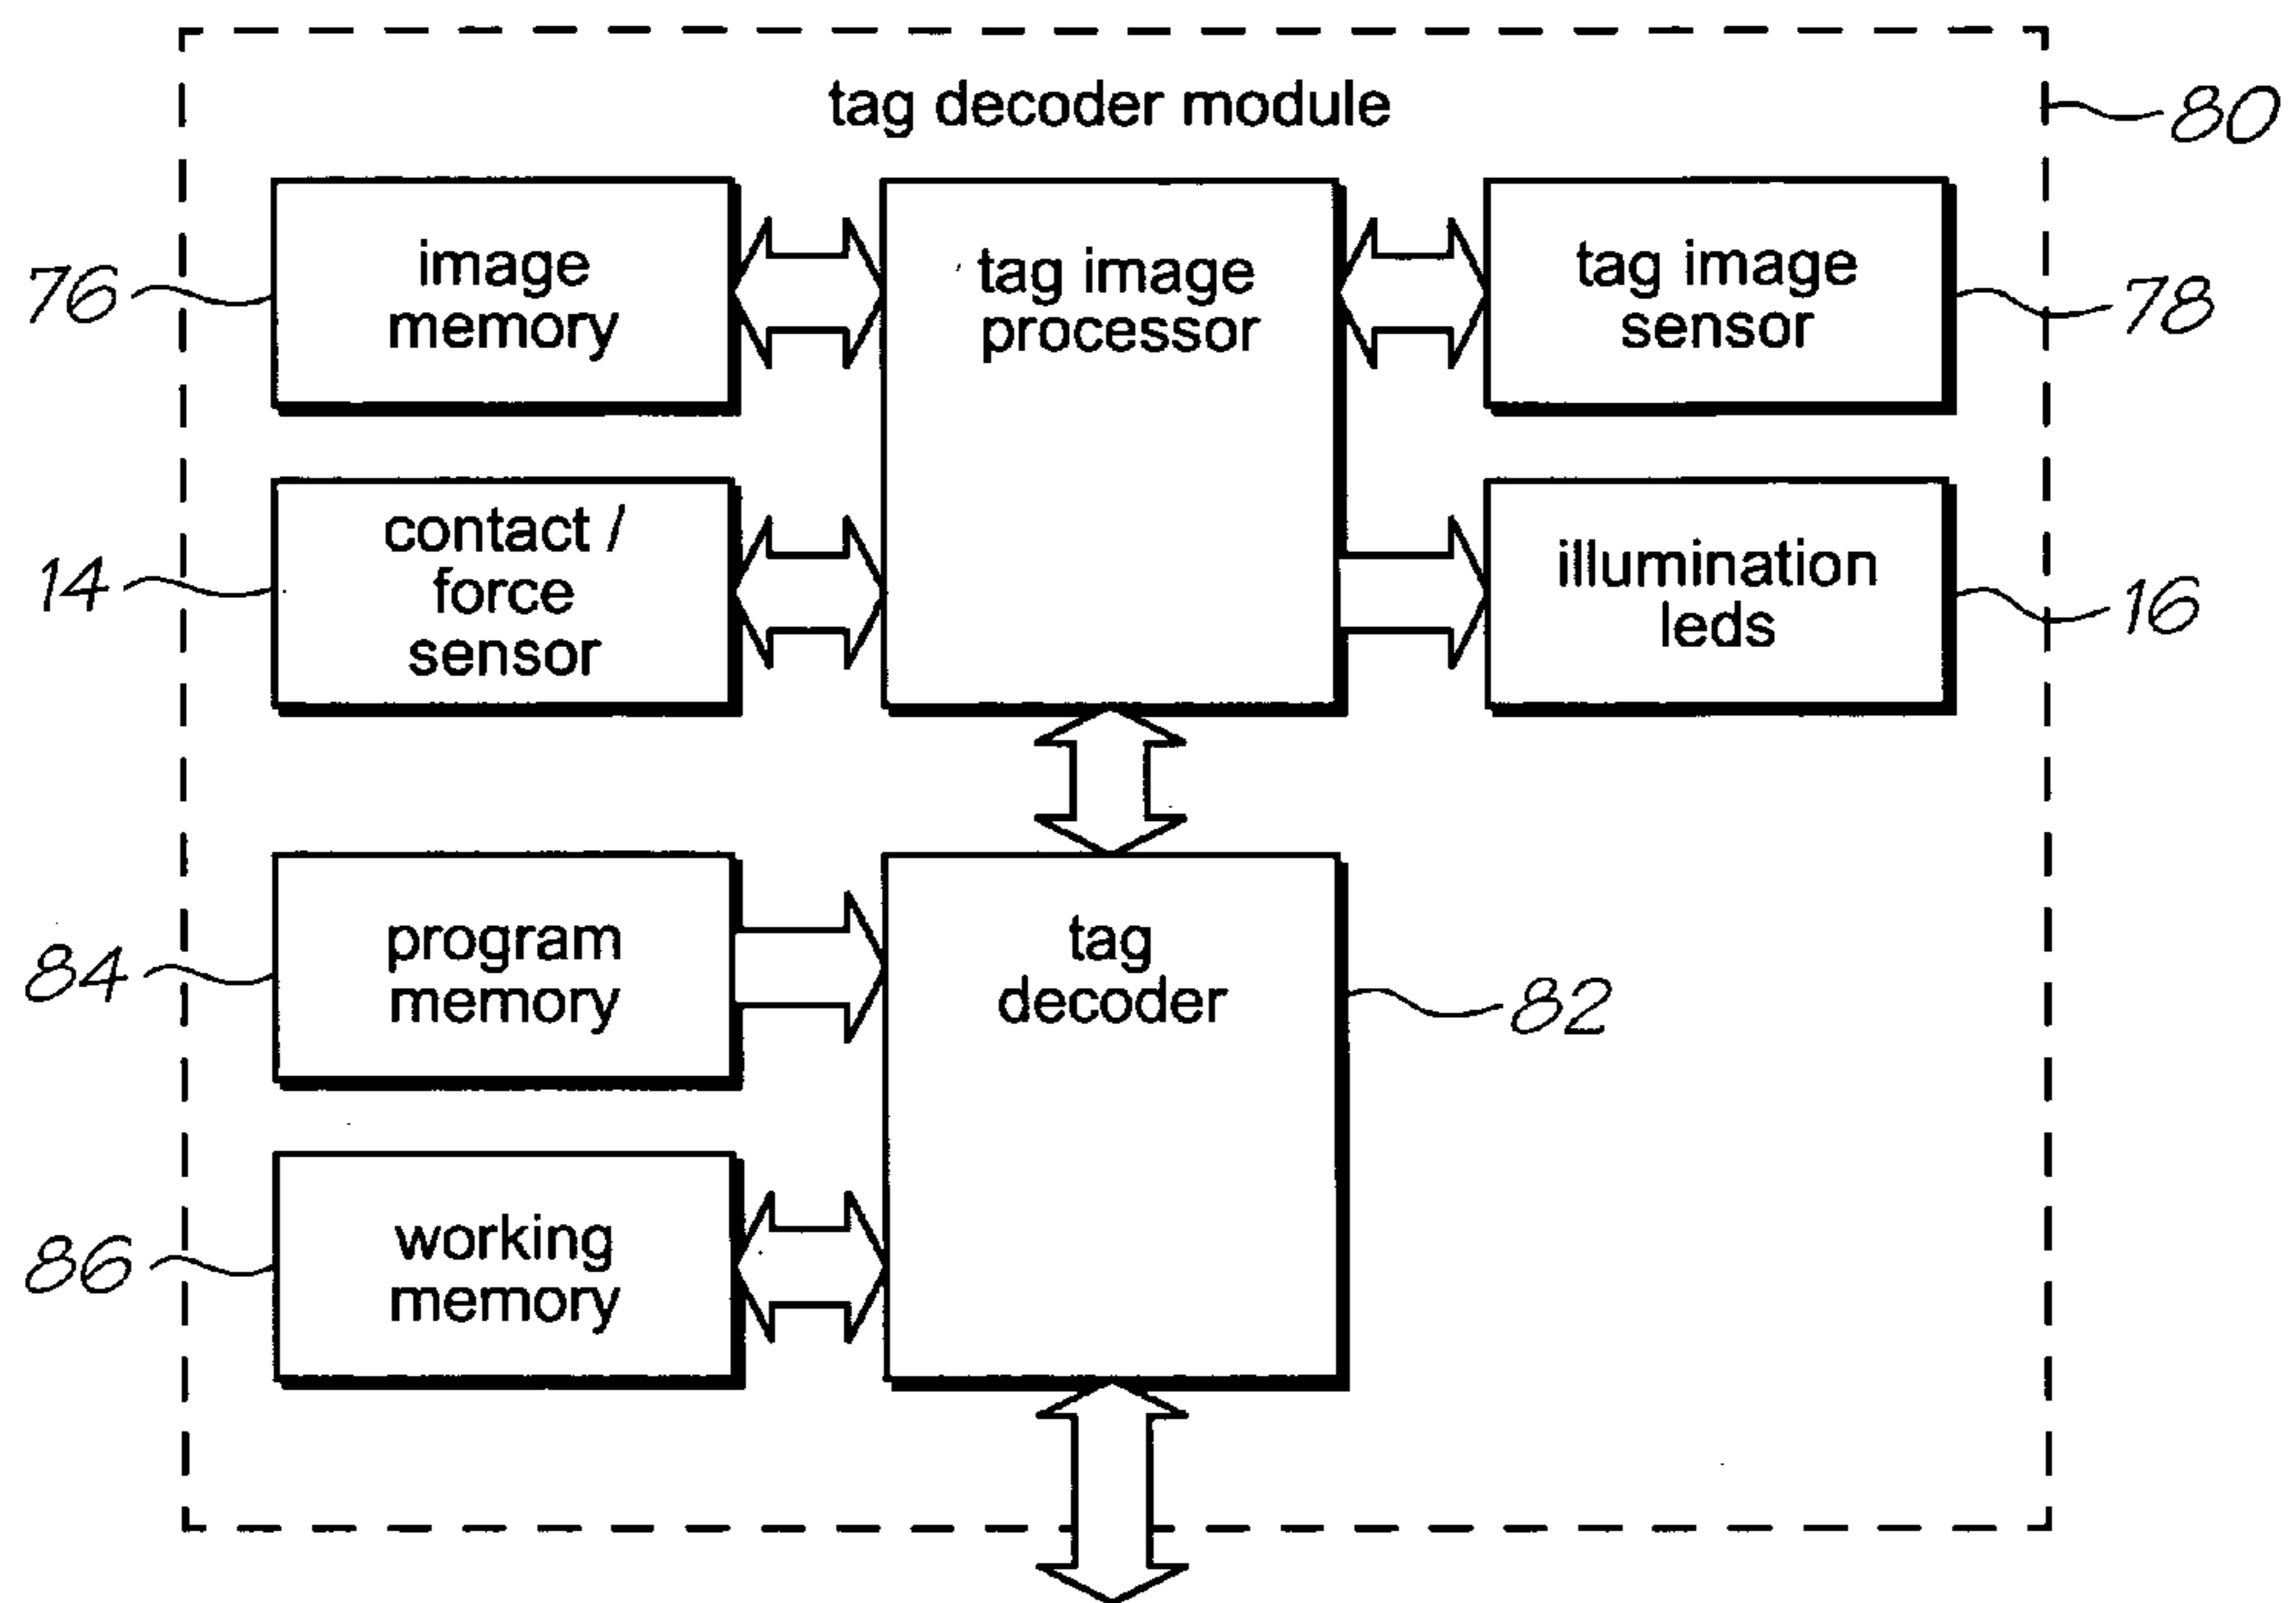 tag decoder module
80
image
memory
76
tag image
processor
tag image
sensor
78
contact /
force
sensor
14
illumination
leds
16
program
memory
84
tag
decoder
82
working
memory
86